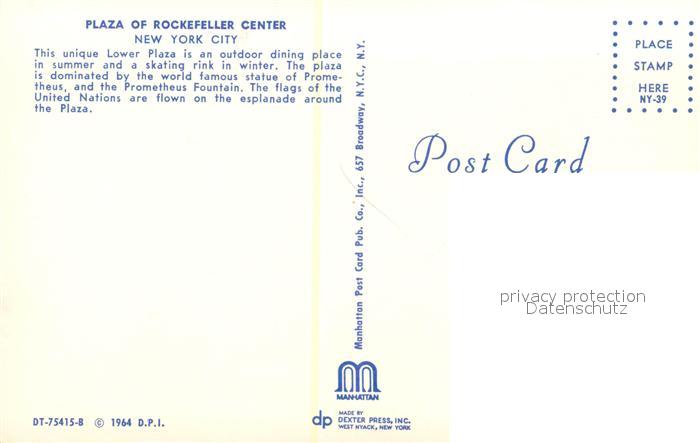 PLAZA OF ROCKEFELLER CENTER
NEW YORK CITY
This unique Lower Plaza is an outdoor dining place
in summer and a skating rink in winter. The plaza
is dominated by the world famous statue of Prome-
theus, and the Prometheus Fountain. The flags of the
United Nations are flown on the esplanade around
the Plaza.
DT-75415-B © 1964 D.P.I.
Manhattan Post Card Pub. Co., Inc., 657 Broadway, N.Y.C., N.Y.
MANHATTAN
dp
MADE BY
DEXTER PRESS, INC.
WEST NYACK, NEW YORK
PLACE
STAMP
HERE
NY-39
Post Card
privacy protection
Datenschutz